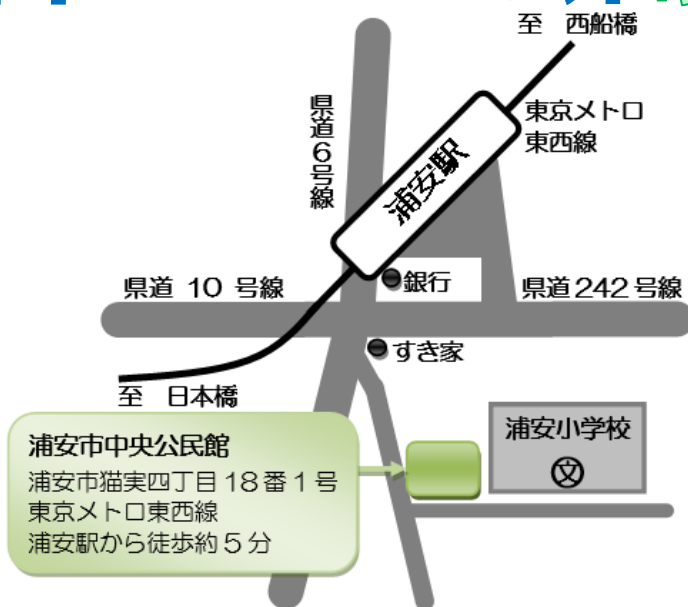 至　西船橋
県道６号線
東京メトロ
東西線
浦安駅
銀行
県道 10 号線
県道 242 号線
すき家
至　日本橋
浦安市中央公民館
浦安市猫実四丁目 18 番 1 号
東京メトロ東西線
浦安駅から徒歩約 5 分
浦安小学校
文